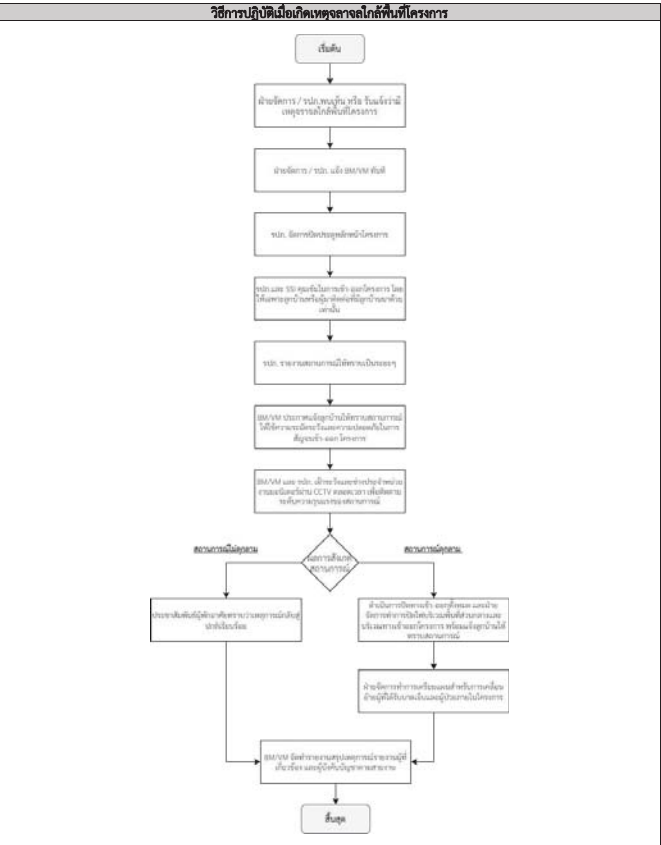 วิธีการปฏิบัติเมื่อเกิดเหตุจลาจลใกล้พื้นที่โครงการ
เริ่มต้น
ฝ่ายจัดการ / รปภ.พบเห็น หรือ รับแจ้งว่ามี
เหตุจราจลใกล้พื้นที่โครงการ
ฝ่ายจัดการ / รปภ. แจ้ง BM/VM ทันที
รปภ. จัดการปิดประตูหลักหน้าโครงการ
รปภ.และ SSI คุมเข้มในการเข้า-ออกโครงการ โดย
ให้เฉพาะลูกบ้านหรือผู้มาติดต่อที่มีลูกบ้านมาด้วย
เท่านั้น
รปภ. รายงานสถานการณ์ให้ทราบเป็นระยะๆ
BM/VM ประกาศแจ้งลูกบ้านให้ทราบสถานการณ์
ให้ใช้ความระมัดระวังและความปลอดภัยในการ
สัญจรเข้า-ออก โครงการ
BM/VM และ รปภ. เฝ้าระวังและช่างประจำหน่วย
งานมอนิเตอร์ผ่าน CCTV ตลอดเวลา เพื่อติดตาม
ระดับความรุนแรงของสถานการณ์
ผลการสังเกต
สถานการณ์
สถานการณ์ไม่ลุกลาม
สถานการณ์ลุกลาม
ประชาสัมพันธ์ผู้พักอาศัยทราบว่าเหตุการณ์กลับสู่
ปกติเรียบร้อย
ดำเนินการปิดทางเข้า-ออกทั้งหมด และฝ่าย
จัดการทำการปิดไฟบริเวณพื้นที่ส่วนกลางและ
บริเวณทางเข้าออกโครงการ พร้อมแจ้งลูกบ้านให้
ทราบสถานการณ์
ฝ่ายจัดการทำการเตรียมแผนสำหรับการเคลื่อน
ย้ายผู้ที่ได้รับบาดเจ็บและผู้ป่วยภายในโครงการ
BM/VM จัดทำรายงานสรุปเหตุการณ์รายงานผู้ที่
เกี่ยวข้อง และผู้บังคับบัญชาตามสายงาน
สิ้นสุด